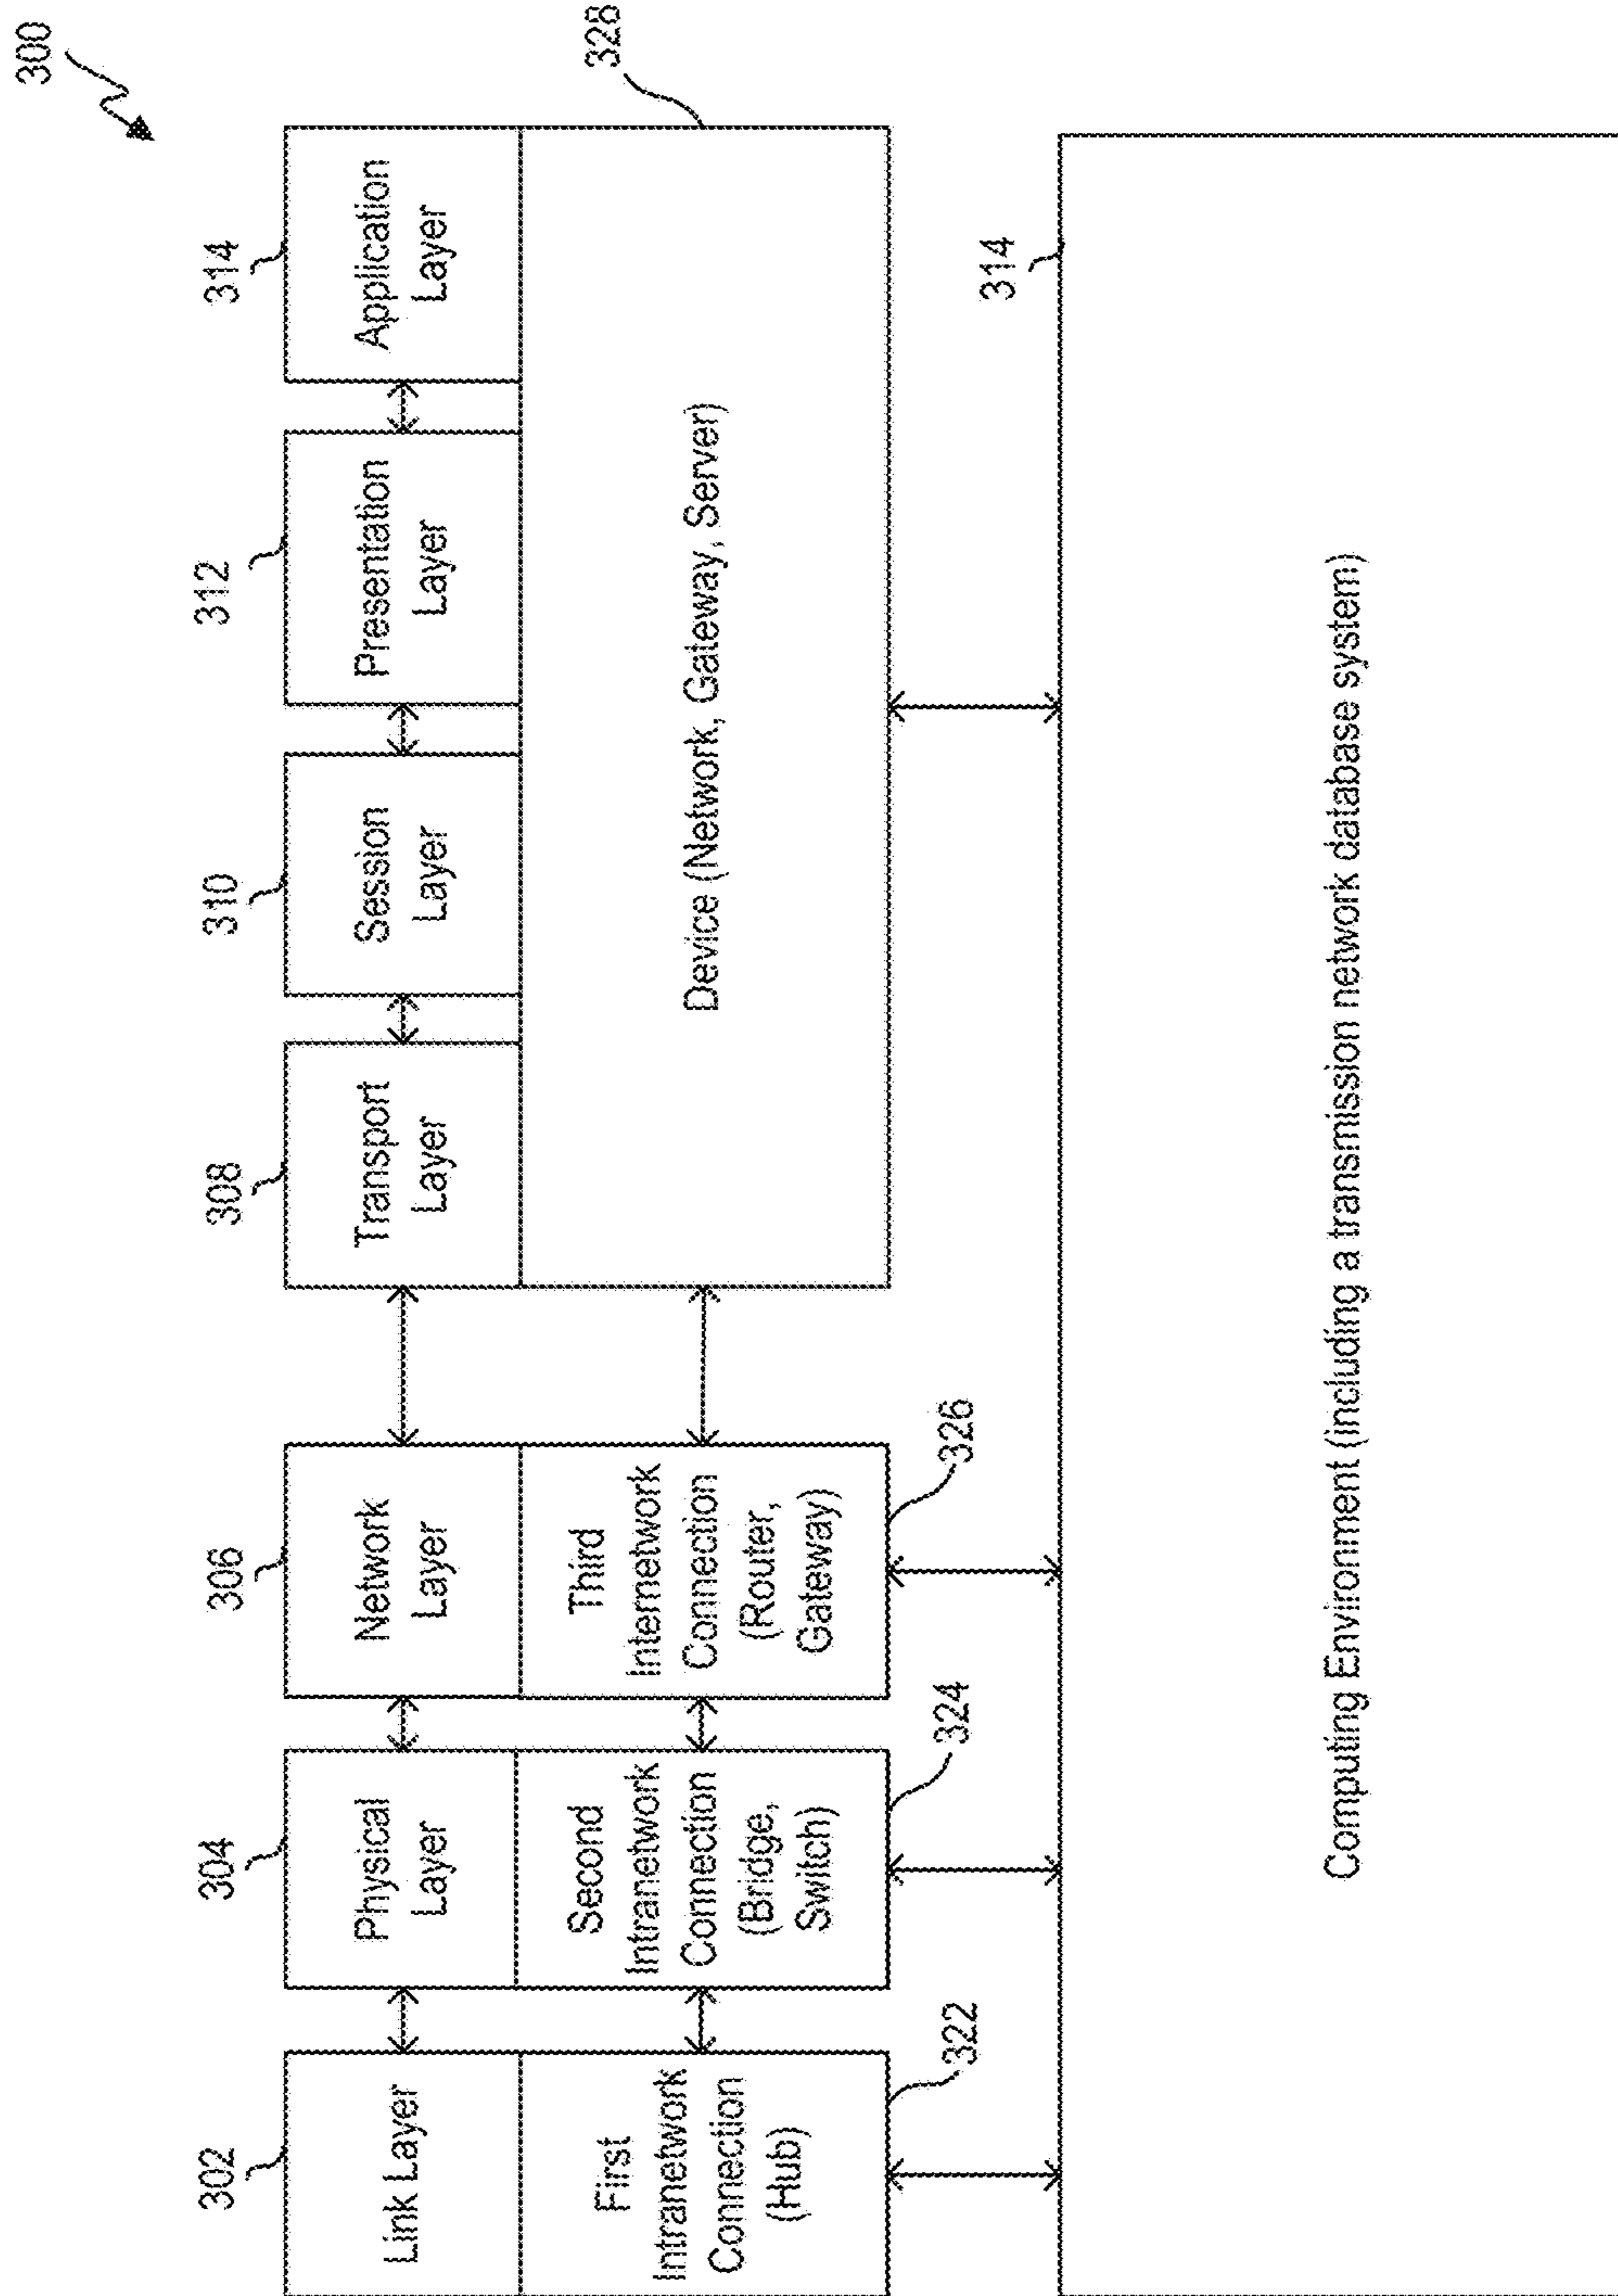 300
302
304
306
308
310
312
314
Link Layer
Physical
Layer
Network
Layer
Transport
Layer
Session
Layer
Presentation
Layer
Application
Layer
First
Intranetwork
Connection
(Hub)
Second
Intranetwork
Connection
(Bridge,
Switch)
Third
Internetwork
Connection
(Router,
Gateway)
Device (Network, Gateway, Server)
328
322
324
326
314
Computing Environment (including a transmission network database system)